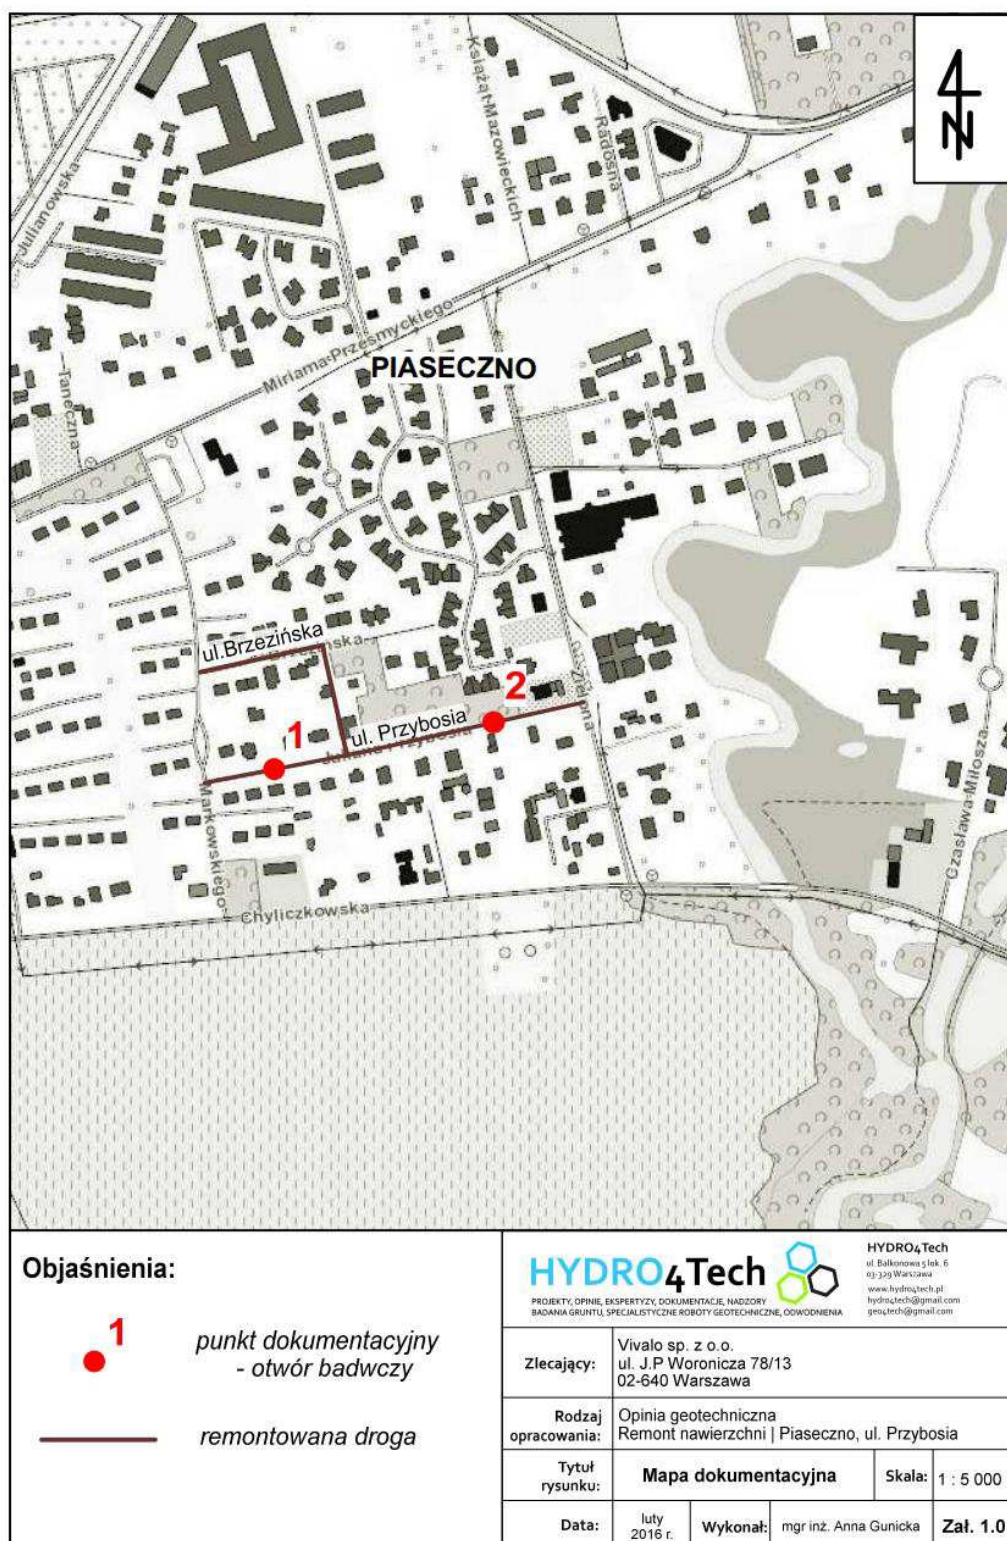 N
Julianowska
Książąt Mazowieckich
Radosna
Miriama-Przesmyckiego
PIASECZNO
Taneczna
ul.Brzezińska
2
1
ul. Przybosia
Juliana Przybosia
Markowskiego
Chyliczkowska
Czesława-Miłosza
Objaśnienia:
1
punkt dokumentacyjny
- otwór badwczy
remontowana droga
HYDRO4Tech
PROJEKTY, OPINIE, EKSPERTYZY, DOKUMENTACJE, NADZORY
BADANIA GRUNTU, SPECJALISTYCZNE ROBOTY GEOTECHNICZNE, ODWODNIENIA
HYDRO4Tech
ul. Balkonowa 5 lok. 6
03-329 Warszawa
www.hydro4tech.pl
hydro4tech@gmail.com
geo4tech@gmail.com
Zlecający:
Vivalo sp. z o.o.
ul. J.P Woronicza 78/13
02-640 Warszawa
Rodzaj
opracowania:
Opinia geotechniczna
Remont nawierzchni | Piaseczno, ul. Przybosia
Tytuł
rysunku:
Mapa dokumentacyjna
Skala:
1 : 5 000
Data:
luty
2016 r.
Wykonał:
mgr inż. Anna Gunicka
Zał. 1.0